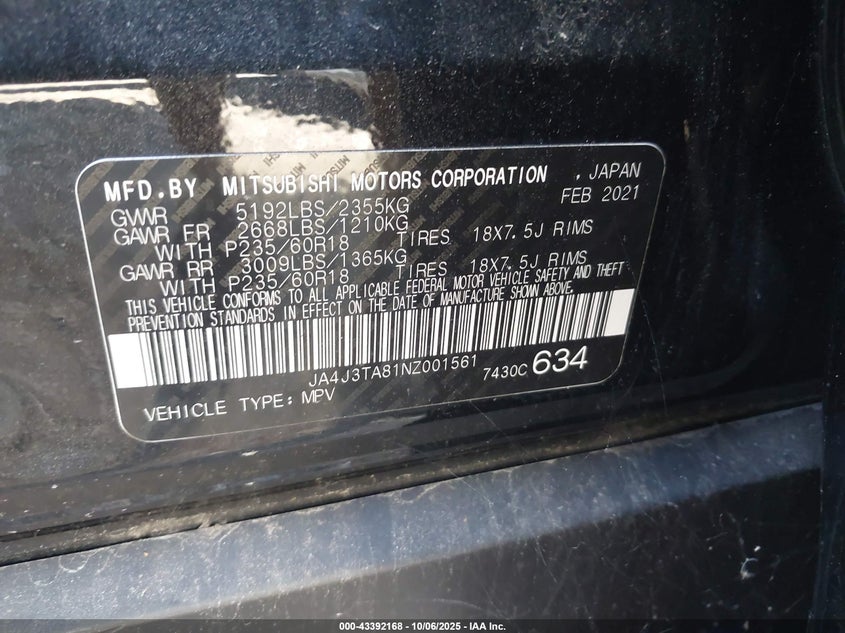 MFD.BY MITSUBISHI MOTORS CORPORATION , JAPAN
FEB 2021
GVWR 5192LBS/2355KG
GAWR FR 2668LBS/1210KG
WITH P235/60R18 TIRES 18X7.5J RIMS
GAWR RR 3009LBS/1365KG
WITH P235/60R18 TIRES 18X7.5J RIMS
THIS VEHICLE CONFORMS TO ALL APPLICABLE FEDERAL MOTOR VEHICLE SAFETY AND THEFT
PREVENTION STANDARDS IN EFFECT ON THE DATE OF MANUFACTURE SHOWN ABOVE.
JA4J3TA81NZ001561
7430C 634
VEHICLE TYPE: MPV
000-43392168 - 10/06/2025 - IAA Inc.